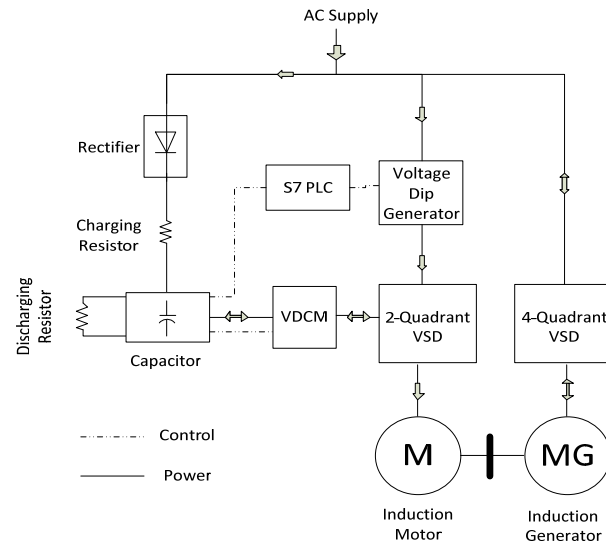 AC Supply
Rectifier
S7 PLC
Voltage
Dip
Generator
Charging
Resistor
Discharging
Resistor
VDCM
2-Quadrant
VSD
4-Quadrant
VSD
Capacitor
Control
Power
M
MG
Induction
Motor
Induction
Generator